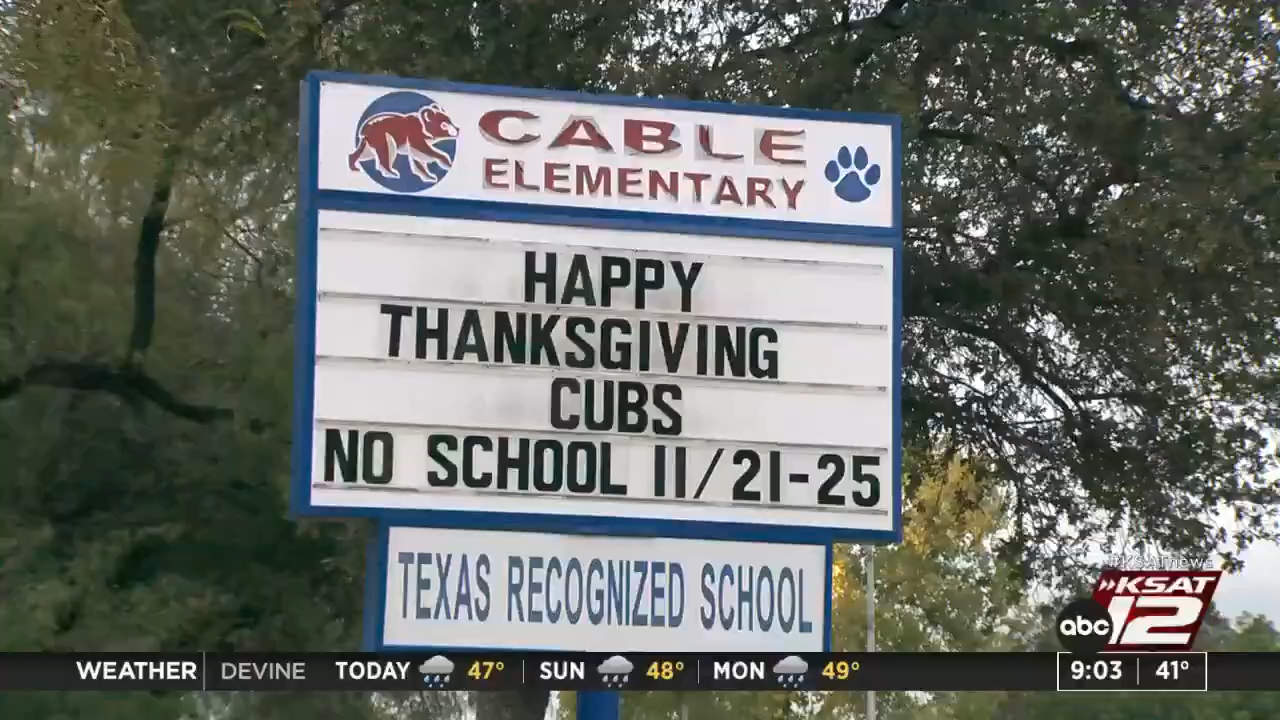 CABLE
ELEMENTARY
HAPPY
THANKSGIVING
CUBS
NO SCHOOL 11/21-25
TEXAS RECOGNIZED SCHOOL
»KSAT
abc 12
WEATHER DEVINE TODAY 47° SUN 48° MON 49° 9:03 41°